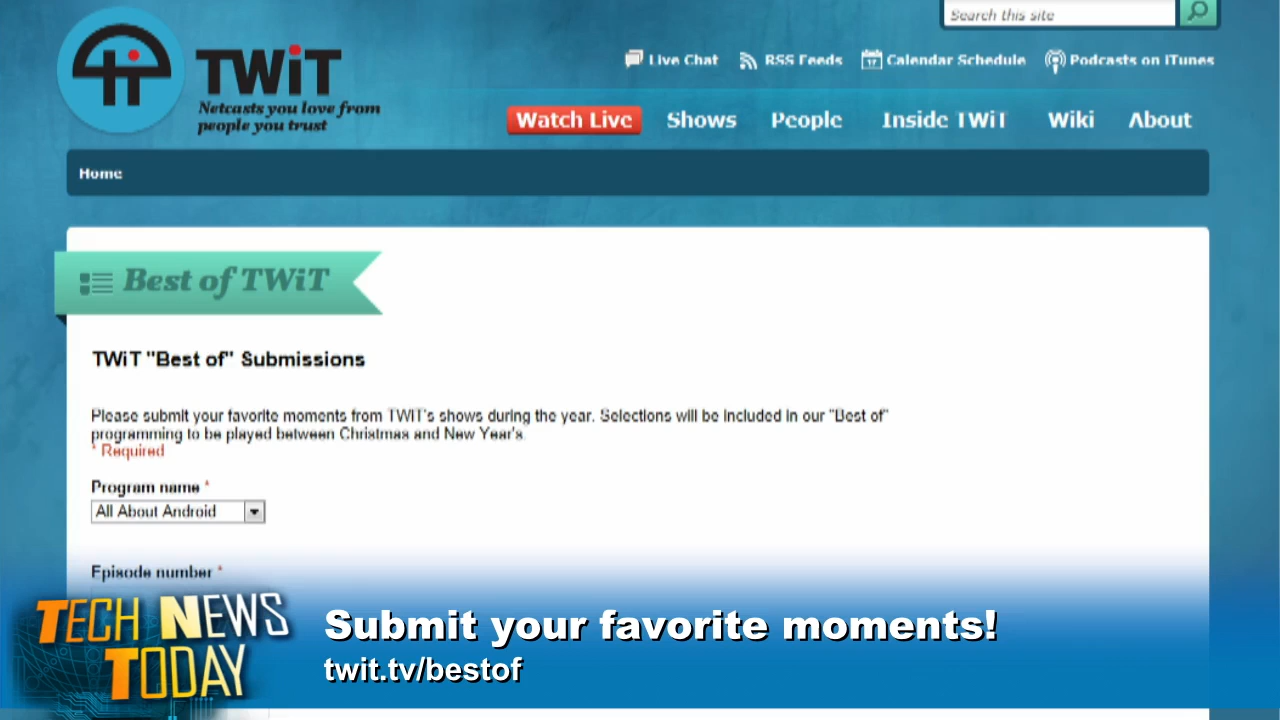 Search this site
TWiT
Netcasts you love from
people you trust
Live Chat
RSS Feeds
Calendar Schedule
Podcasts on iTunes
Watch Live
Shows
People
Inside TWiT
Wiki
About
Home
Best of TWiT
TWiT "Best of" Submissions
Please submit your favorite moments from TWiT's shows during the year. Selections will be included in our "Best of"
programming to be played between Christmas and New Year's.
* Required
Program name *
All About Android
Episode number *
TECH NEWS
TODAY
Submit your favorite moments!
twit.tv/bestof